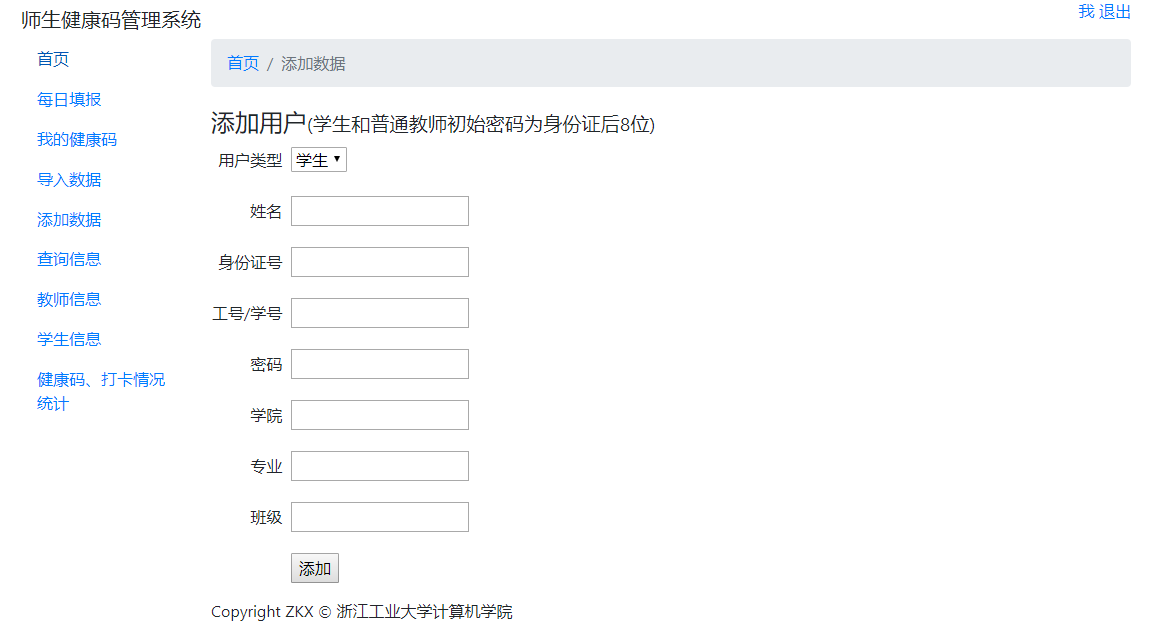 师生健康码管理系统
我 退出
首页
每日填报
我的健康码
导入数据
添加数据
查询信息
教师信息
学生信息
健康码、打卡情况
统计
首页 / 添加数据
添加用户(学生和普通教师初始密码为身份证后8位)
用户类型 学生
姓名
身份证号
工号/学号
密码
学院
专业
班级
添加
Copyright ZKX © 浙江工业大学计算机学院